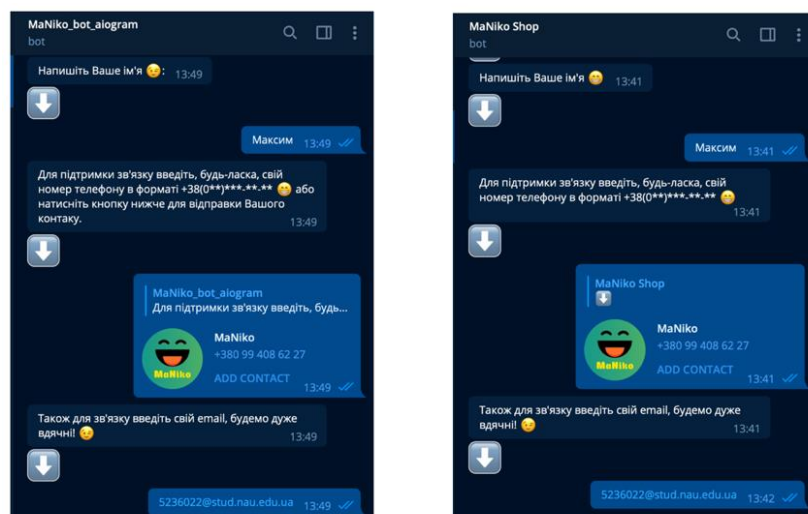 MaNiko_bot_aiogram
bot
Напишіть Ваше ім'я 😉: 13:49
Максим 13:49
Для підтримки зв'язку введіть, будь-ласка, свій
номер телефону в форматі +38(0**)***-**-** 😁 або
натисніть кнопку нижче для відправки Вашого
контаку. 13:49
MaNiko_bot_aiogram
Для підтримки зв'язку введіть, будь...
MaNiko
MaNiko
+380 99 408 62 27
ADD CONTACT
13:49
Також для зв'язку введіть свій email, будемо дуже
вдячні! 😉 13:49
5236022@stud.nau.edu.ua 13:49
MaNiko Shop
bot
Напишіть Ваше ім'я 😁 13:41
Максим 13:41
Для підтримки зв'язку введіть, будь-ласка, свій
номер телефону в форматі +38(0**)***-**-** 😁
13:41
MaNiko Shop
⬇️
MaNiko
MaNiko
+380 99 408 62 27
ADD CONTACT
13:41
Також для зв'язку введіть свій email, будемо дуже
вдячні! 😉 13:41
5236022@stud.nau.edu.ua 13:42